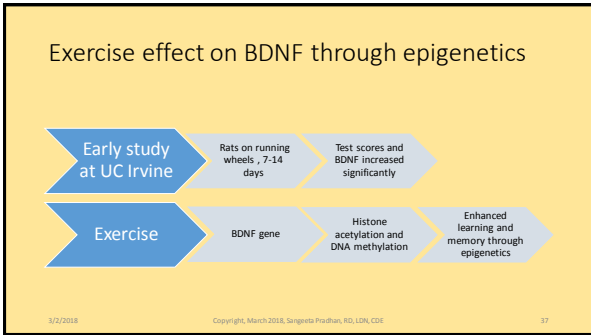 Exercise effect on BDNF through epigenetics
Early study
at UC Irvine
Rats on running
wheels , 7-14
days
Test scores and
BDNF increased
significantly
Exercise
BDNF gene
Histone
acetylation and
DNA methylation
Enhanced
learning and
memory through
epigenetics
3/2/2018
Copyright, March 2018, Sangeeta Pradhan, RD, LDN, CDE
37